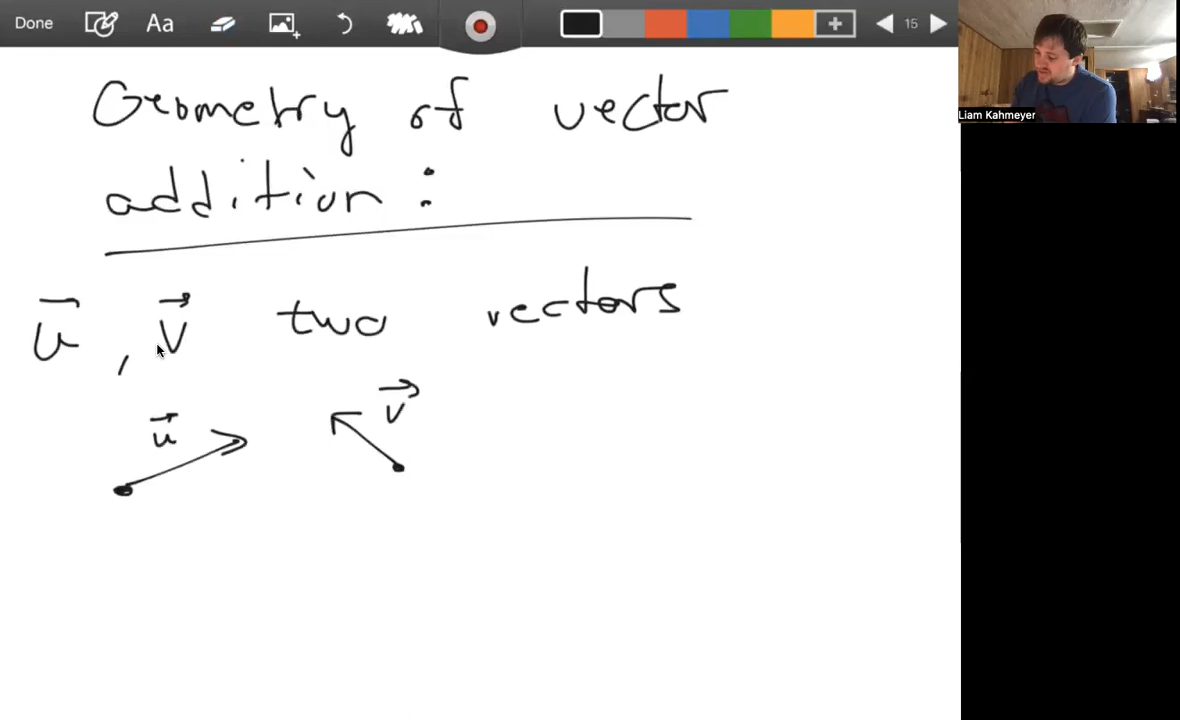 Done Aa 15
Liam Kahmeyer
Geometry of vector
addition :
u , v two vectors
u v